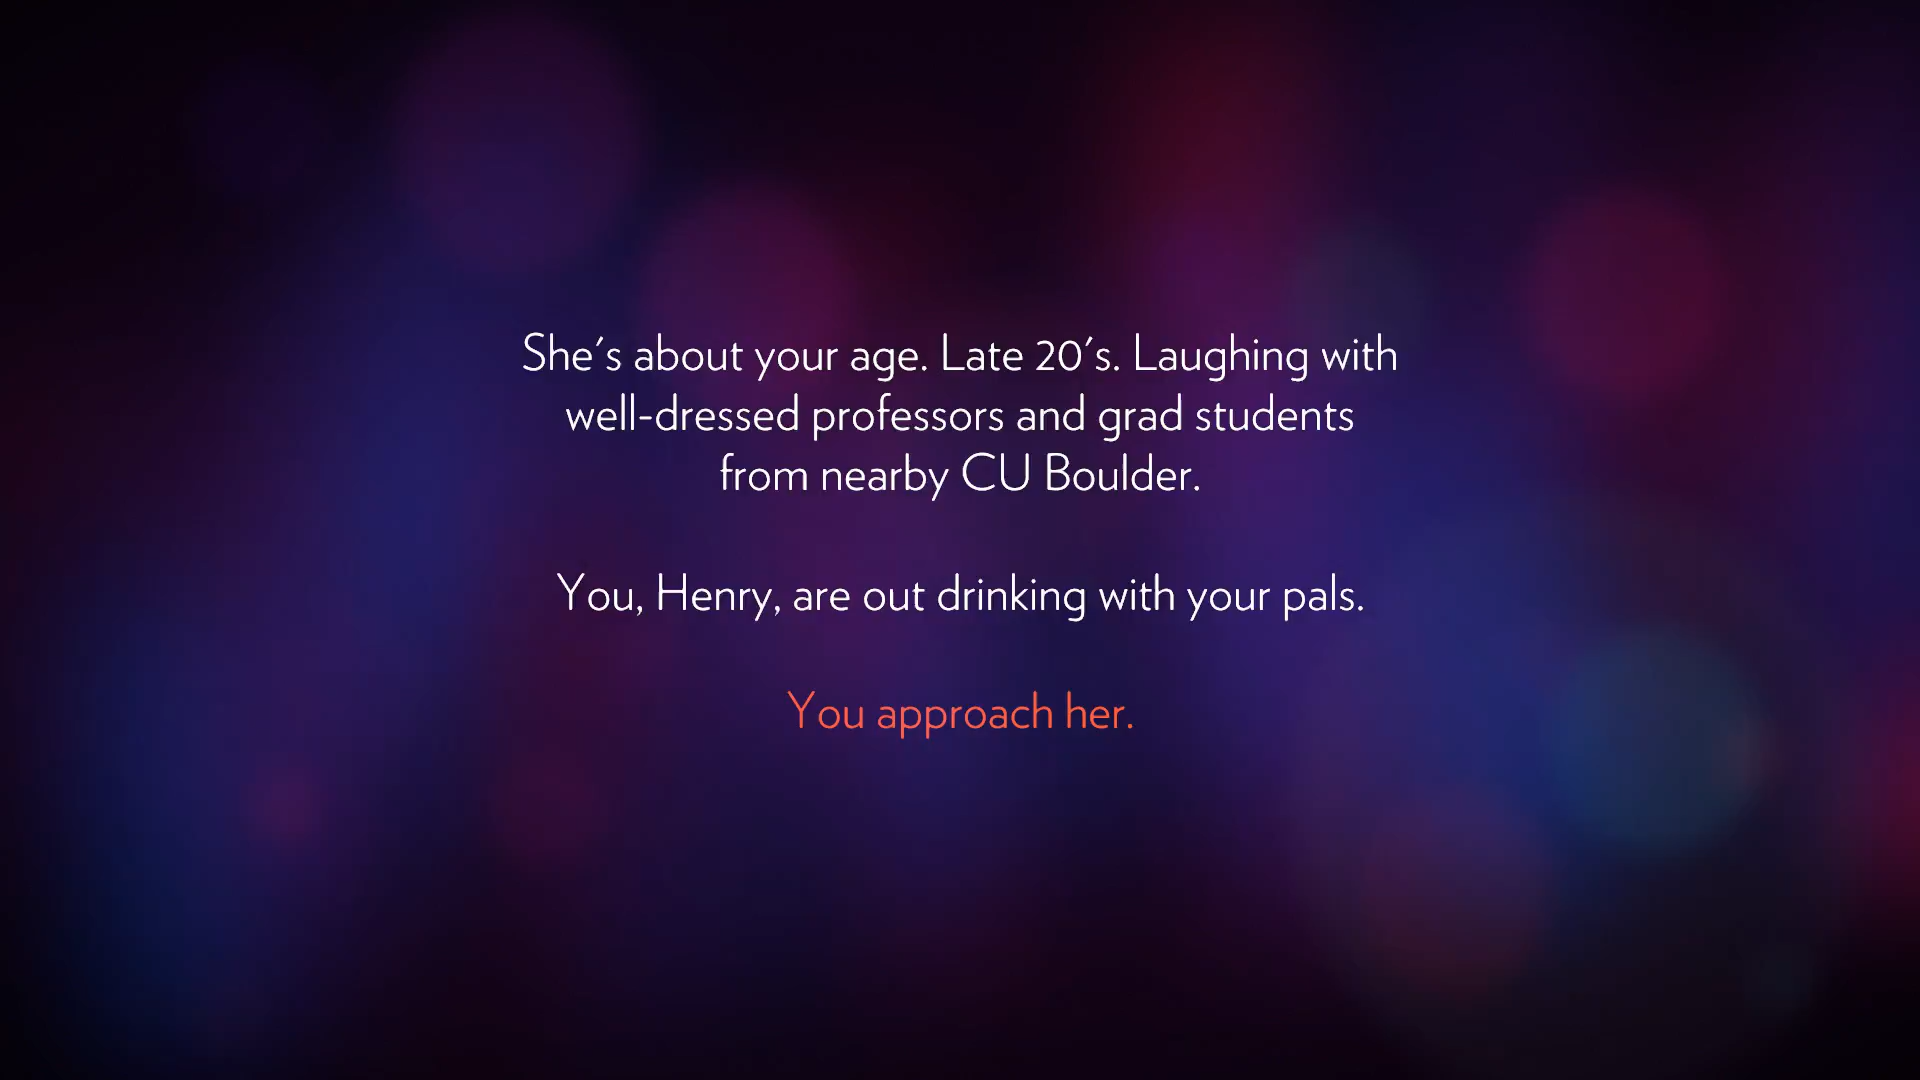 She's about your age. Late 20's. Laughing with
well-dressed professors and grad students
from nearby CU Boulder.
You, Henry, are out drinking with your pals.
You approach her.